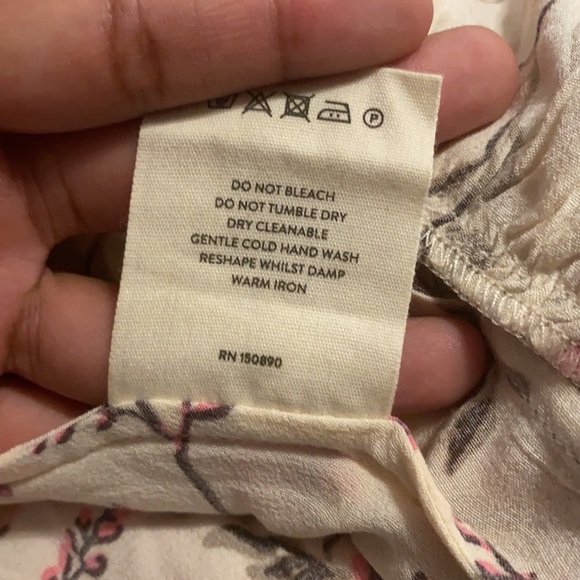 P
DO NOT BLEACH
DO NOT TUMBLE DRY
DRY CLEANABLE
GENTLE COLD HAND WASH
RESHAPE WHILST DAMP
WARM IRON
RN 150890